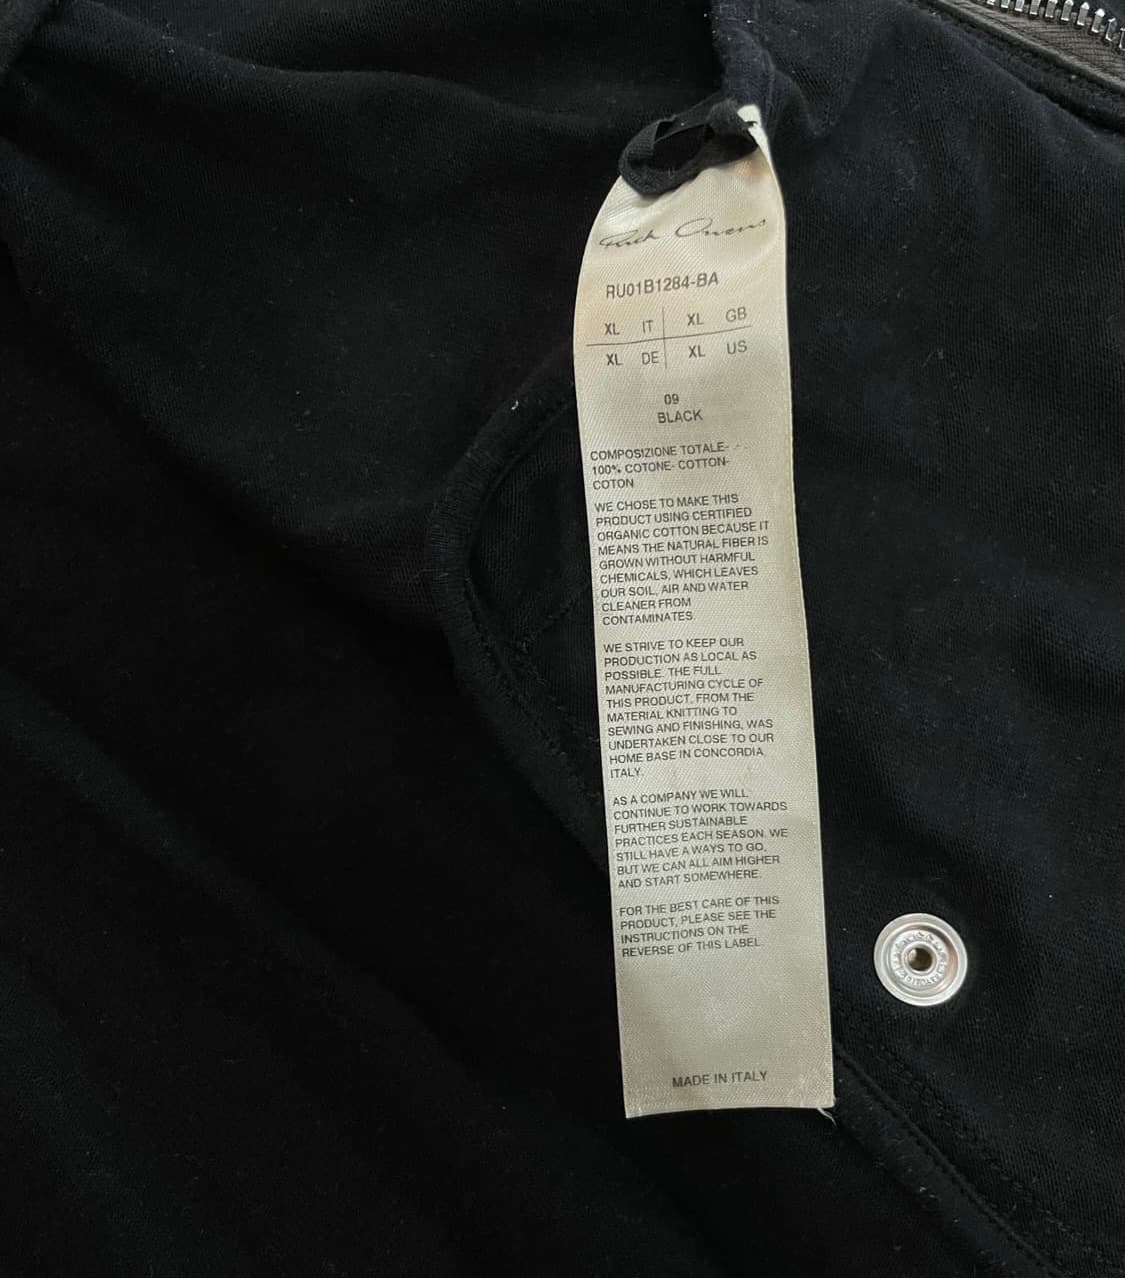 Rick Owens
RU01B1284-BA
XL IT XL GB
XL DE XL US
09
BLACK
COMPOSIZIONE TOTALE-
100% COTONE- COTTON-
COTON
WE CHOSE TO MAKE THIS
PRODUCT USING CERTIFIED
ORGANIC COTTON BECAUSE IT
MEANS THE NATURAL FIBER IS
GROWN WITHOUT HARMFUL
CHEMICALS, WHICH LEAVES
OUR SOIL, AIR AND WATER
CLEANER FROM
CONTAMINATES.
WE STRIVE TO KEEP OUR
PRODUCTION AS LOCAL AS
POSSIBLE. THE FULL
MANUFACTURING CYCLE OF
THIS PRODUCT, FROM THE
MATERIAL KNITTING TO
SEWING AND FINISHING, WAS
UNDERTAKEN CLOSE TO OUR
HOME BASE IN CONCORDIA,
ITALY.
AS A COMPANY WE WILL
CONTINUE TO WORK TOWARDS
FURTHER SUSTAINABLE
PRACTICES EACH SEASON. WE
STILL HAVE A WAYS TO GO,
BUT WE CAN ALL AIM HIGHER
AND START SOMEWHERE.
FOR THE BEST CARE OF THIS
PRODUCT, PLEASE SEE THE
INSTRUCTIONS ON THE
REVERSE OF THIS LABEL
MADE IN ITALY